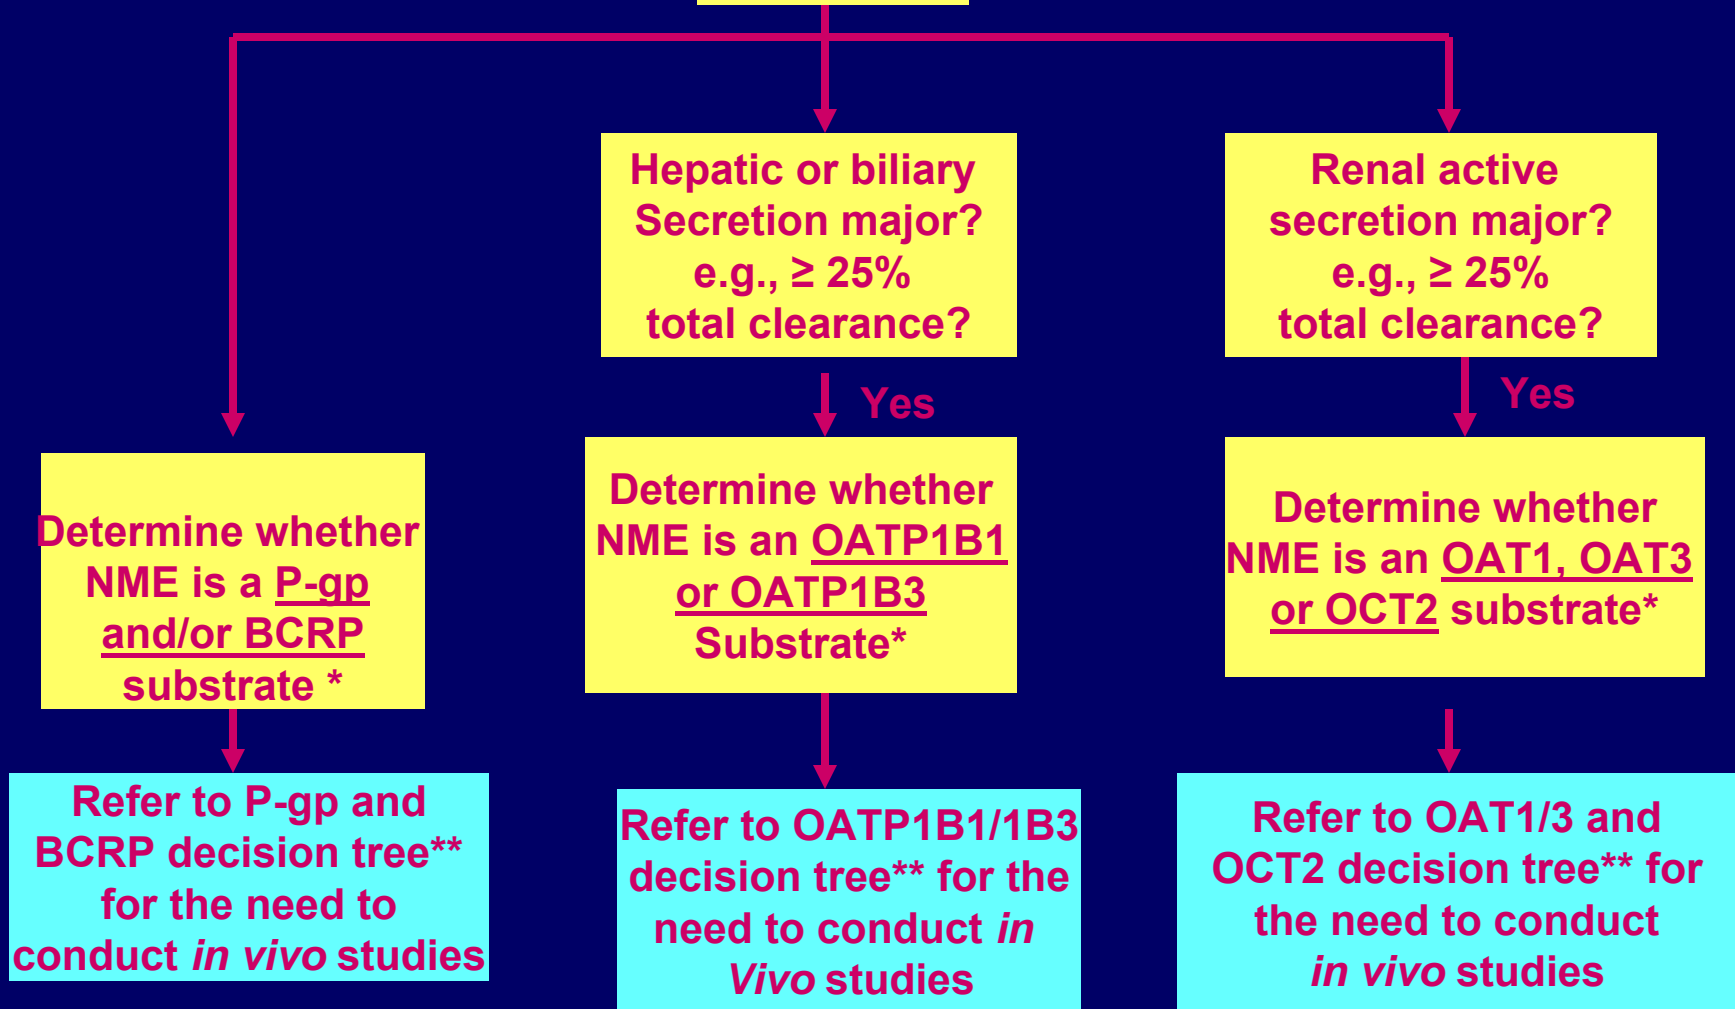 Hepatic or biliary
Secretion major?
e.g., ≥ 25%
total clearance?
Renal active
secretion major?
e.g., ≥ 25%
total clearance?
Yes
Yes
Determine whether
NME is a P-gp
and/or BCRP
substrate *
Determine whether
NME is an OATP1B1
or OATP1B3
Substrate*
Determine whether
NME is an OAT1, OAT3
or OCT2 substrate*
Refer to P-gp and
BCRP decision tree**
for the need to
conduct in vivo studies
Refer to OATP1B1/1B3
decision tree** for the
need to conduct in
Vivo studies
Refer to OAT1/3 and
OCT2 decision tree** for
the need to conduct
in vivo studies